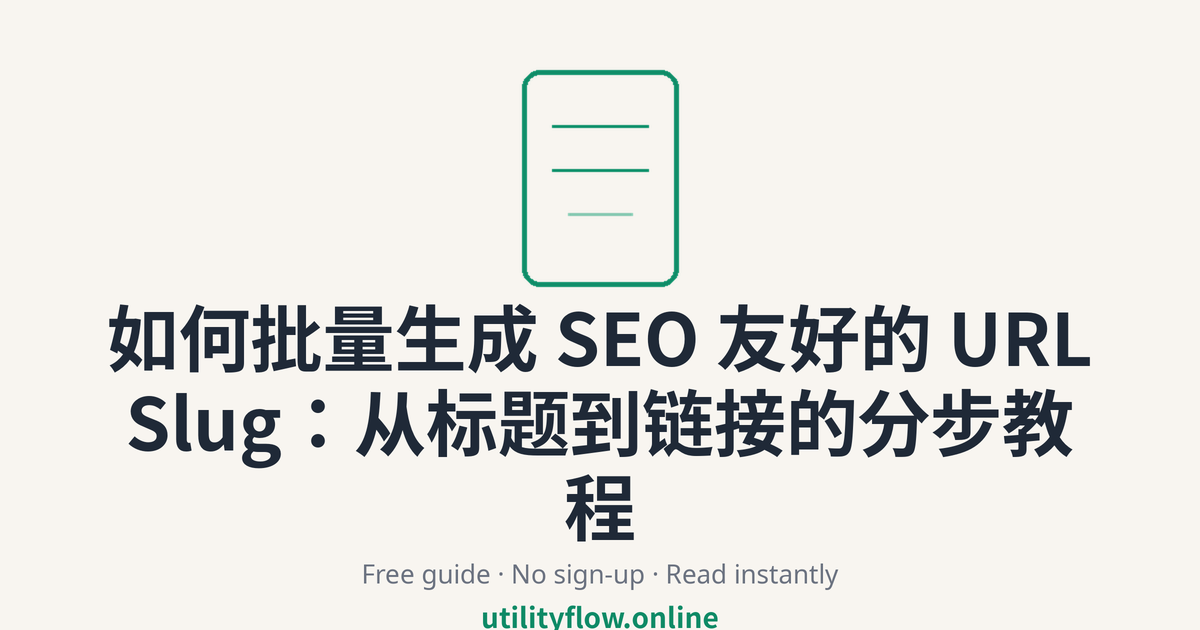 如何批量生成 SEO 友好的 URL
Slug：从标题到链接的分步教
程
Free guide · No sign-up · Read instantly
utilityflow.online